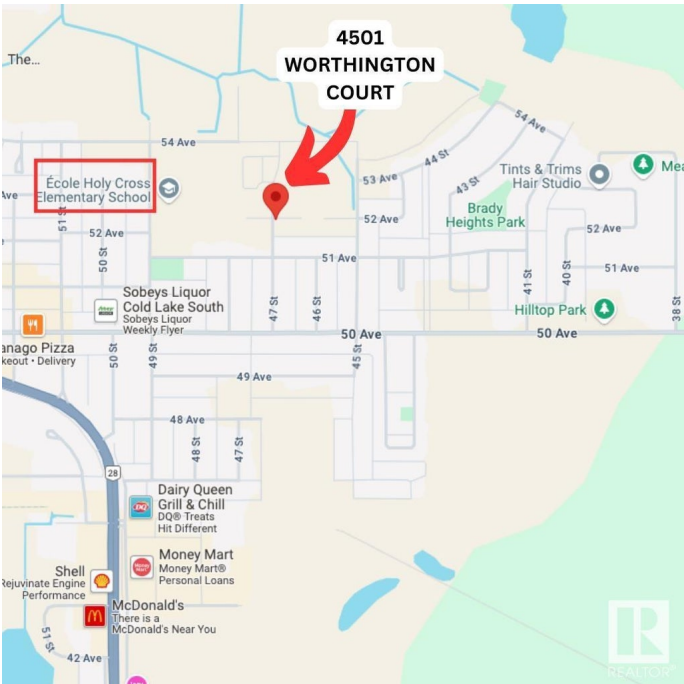 4501
WORTHINGTON
COURT
The...
54 Ave
54 Ave
École Holy Cross
Elementary School
Ave
51 St
52 Ave
50 St
53 Ave
44 St
43 St
52 Ave
Brady
Heights Park
Tints & Trims
Hair Studio
Mea
52 Ave
51 Ave
51 Ave
41 St
40 St
38 St
Hilltop Park
Sobeys Liquor
Cold Lake South
Sobeys Liquor
Weekly Flyer
47 St
46 St
50 Ave
50 Ave
anago Pizza
keout • Delivery
50 St
49 St
45 St
49 Ave
48 Ave
48 St
47 St
28
Dairy Queen
Grill & Chill
DQ® Treats
Hit Different
DQ
Money Mart
Money Mart®
Personal Loans
Shell
Rejuvinate Engine
Performance
McDonald's
There is a
McDonald's Near You
51 St
42 Ave
R
REALTOR®